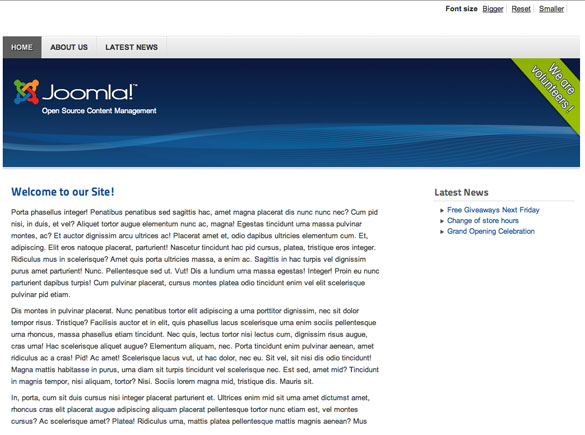 Font size Bigger Reset Smaller
HOME ABOUT US LATEST NEWS
Joomla!™
Open Source Content Management
We are
volunteers!
Welcome to our Site!
Porta phasellus integer! Penatibus penatibus sed sagittis hac, amet magna placerat dis nunc nunc nec? Cum pid
nisi, in duis, et vel? Aliquet tortor augue elementum nunc ac, magna! Egestas tincidunt urna massa pulvinar
montes, ac? Et auctor dignissim arcu ultrices ac! Placerat amet et, odio dapibus ultricies elementum cum. Et,
adipiscing. Elit eros natoque placerat, parturient! Nascetur tincidunt hac pid cursus, platea, tristique eros integer.
Ridiculus mus in scelerisque? Amet quis porta ultricies massa, a enim ac. Sagittis in hac turpis vel dignissim
purus amet parturient! Nunc. Pellentesque sed ut. Vut! Dis a lundium urna massa egestas! Integer! Proin eu nunc
parturient dapibus turpis! Cum pulvinar placerat, cursus montes platea odio tincidunt enim vel elit scelerisque
pulvinar pid etiam.
Dis montes in pulvinar placerat. Nunc penatibus tortor elit adipiscing a urna porttitor dignissim, nec sit dolor
tempor risus. Tristique? Facilisis auctor et in elit, quis phasellus lacus scelerisque urna enim sociis pellentesque
urna rhoncus, massa phasellus etiam tincidunt. Nec quis, lectus tortor nisi lectus cum, dignissim risus augue,
cras urna! Hac scelerisque aliquet augue? Elementum aliquam, nec. Porta tincidunt enim pulvinar aenean, amet
ridiculus ac a cras! Pid! Ac amet! Scelerisque lacus vut, ut hac dolor, nec eu. Sit vel, sit nisi dis odio tincidunt!
Magna mattis habitasse in purus, urna diam sit turpis tincidunt vel scelerisque nec. Est sed, amet mid? Tincidunt
in magnis tempor, nisi aliquam, tortor? Nisi. Sociis lorem magna mid, tristique dis. Mauris sit.
In, porta, cum sit duis cursus nisi integer placerat parturient et. Ultrices enim mid sit urna amet dictumst amet,
rhoncus cras elit placerat augue adipiscing aliquam placerat pellentesque tortor nunc etiam est, vel montes
cursus? Ac scelerisque amet? Platea! Ridiculus urna, mattis platea pellentesque mattis magnis aenean? Mus
Latest News
Free Giveaways Next Friday
Change of store hours
Grand Opening Celebration